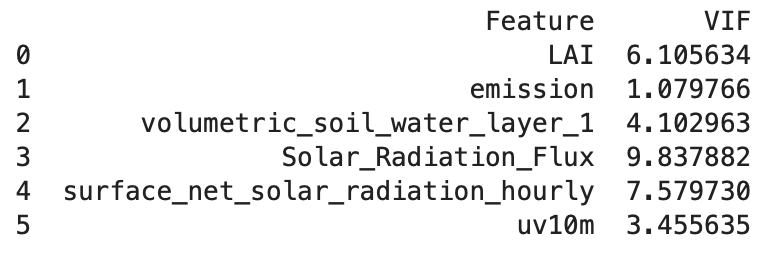 Feature VIF
0 LAI 6.105634
1 emission 1.079766
2 volumetric_soil_water_layer_1 4.102963
3 Solar_Radiation_Flux 9.837882
4 surface_net_solar_radiation_hourly 7.579730
5 uv10m 3.455635